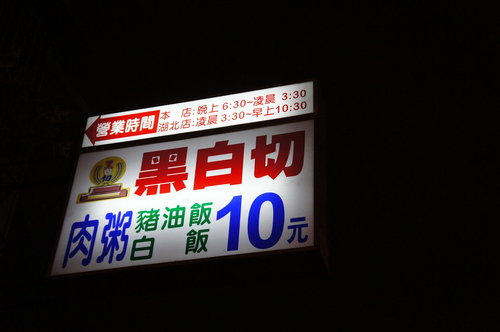 營業時間
本 店:晚上 6:30~凌晨 3:30
湖北店:凌晨 3:30~早上10:30
黑白切
肉粥 豬油飯 10元
白 飯